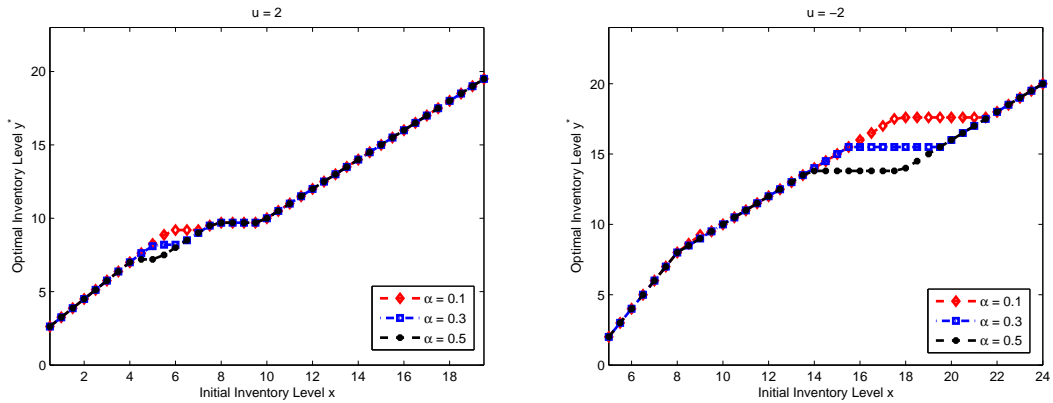 u = 2
Optimal Inventory Level y*
20
15
10
5
0
2 4 6 8 10 12 14 16 18
Initial Inventory Level x
α = 0.1
α = 0.3
α = 0.5
u = −2
Optimal Inventory Level y*
20
15
10
5
0
6 8 10 12 14 16 18 20 22 24
Initial Inventory Level x
α = 0.1
α = 0.3
α = 0.5